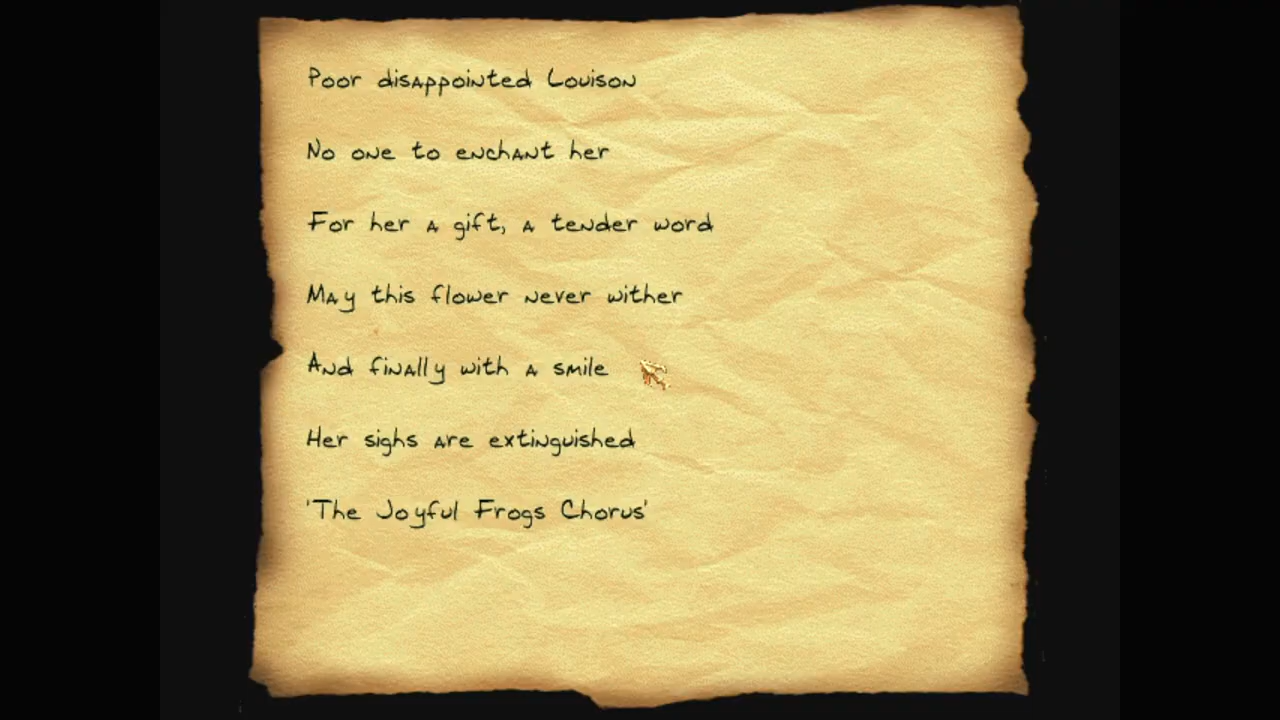 Poor disappointed Louison
No one to enchant her
For her a gift, a tender word
May this flower never wither
And finally with a smile
Her sighs are extinguished
'The Joyful Frogs Chorus'